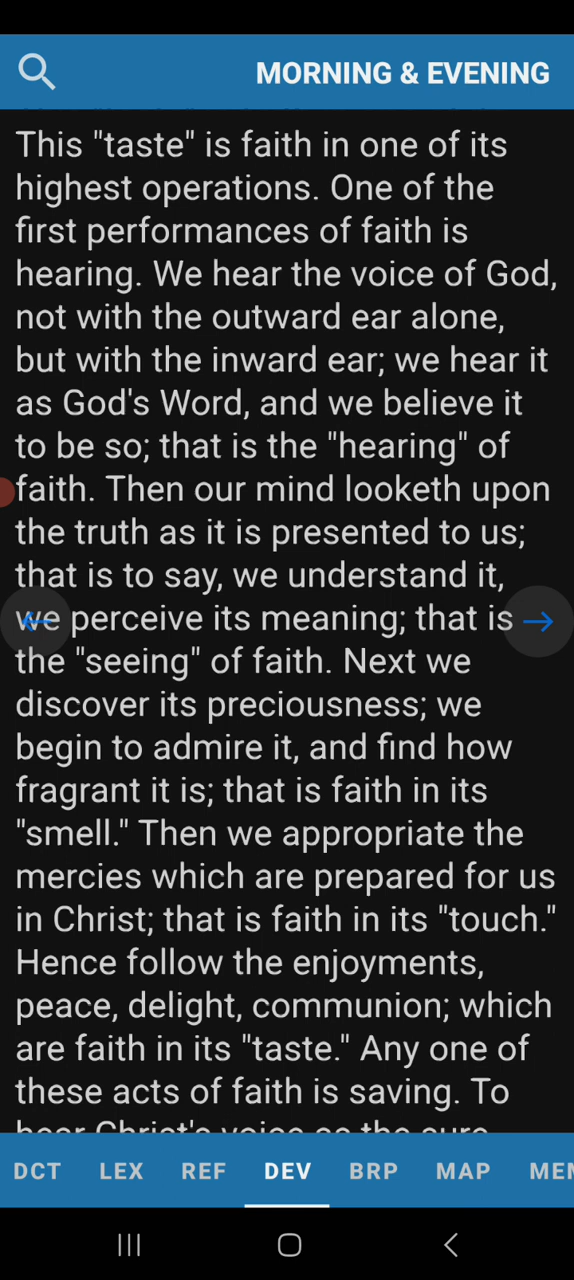 MORNING & EVENING
This "taste" is faith in one of its
highest operations. One of the
first performances of faith is
hearing. We hear the voice of God,
not with the outward ear alone,
but with the inward ear; we hear it
as God's Word, and we believe it
to be so; that is the "hearing" of
faith. Then our mind looketh upon
the truth as it is presented to us;
that is to say, we understand it,
we perceive its meaning; that is
the "seeing" of faith. Next we
discover its preciousness; we
begin to admire it, and find how
fragrant it is; that is faith in its
"smell." Then we appropriate the
mercies which are prepared for us
in Christ; that is faith in its "touch."
Hence follow the enjoyments,
peace, delight, communion; which
are faith in its "taste." Any one of
these acts of faith is saving. To
hear Christ's voice as the sure
DCT LEX REF DEV BRP MAP